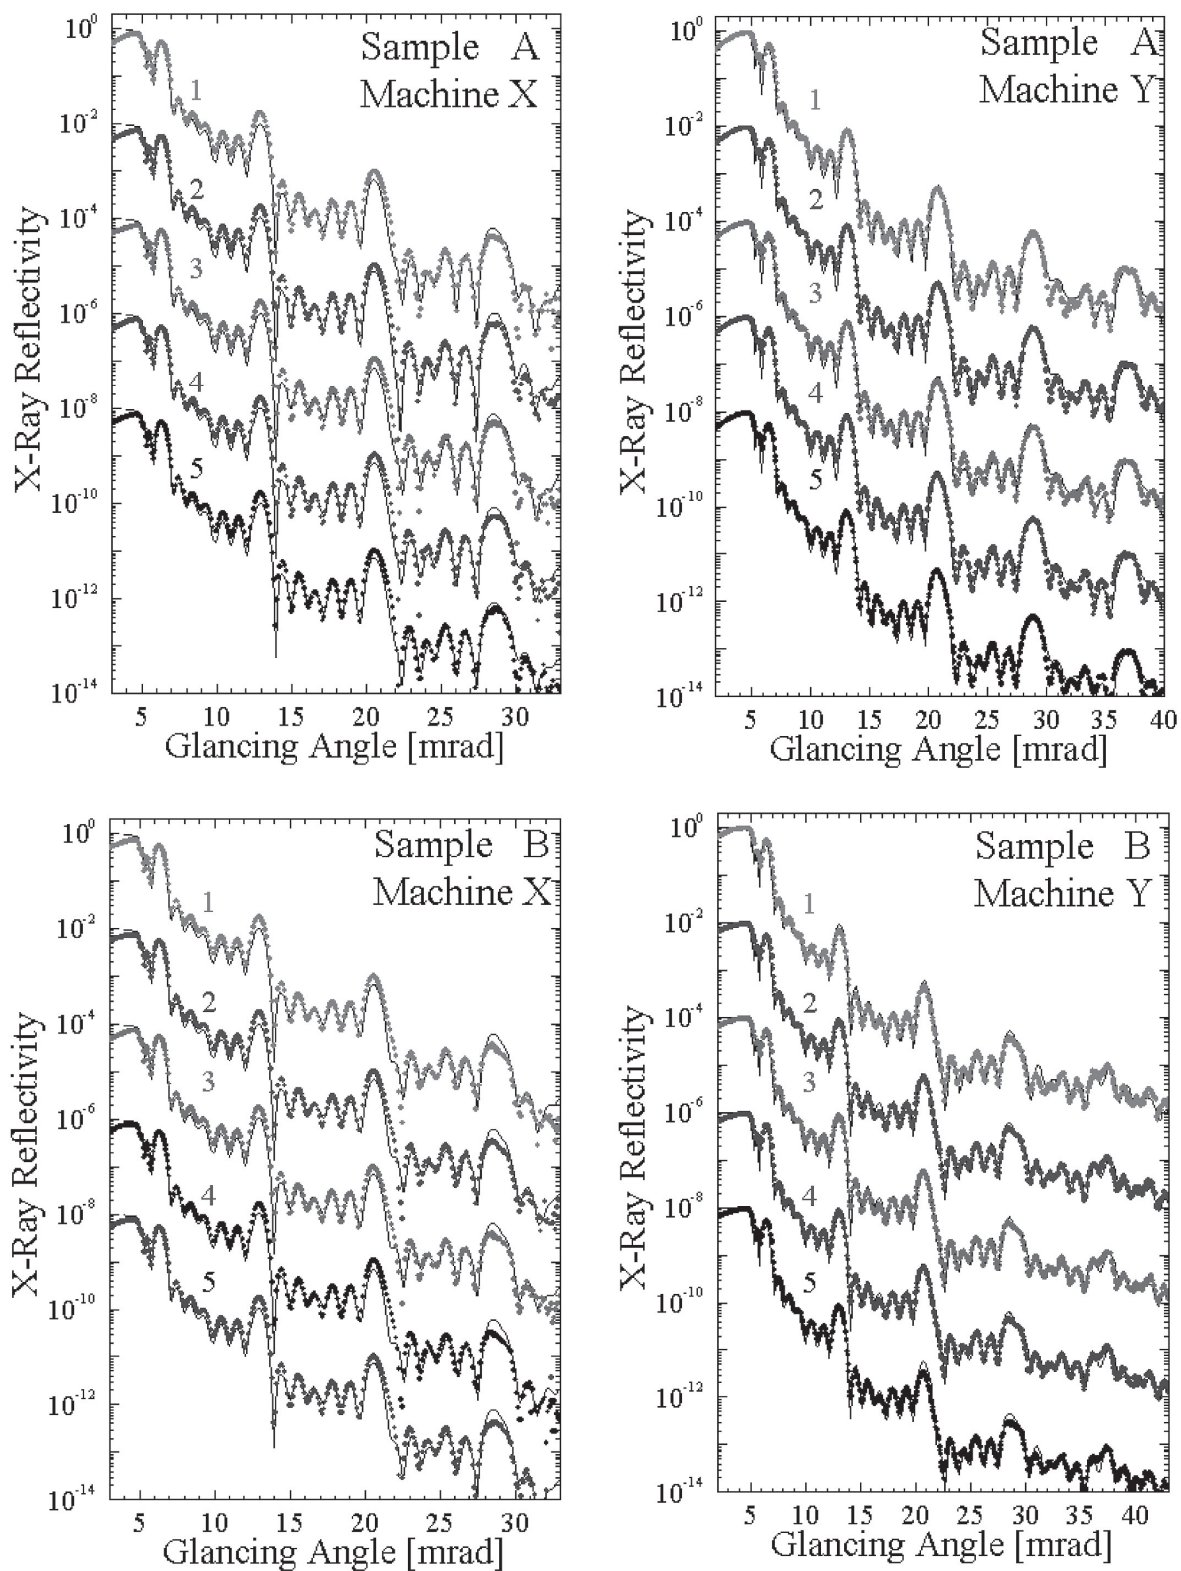 Sample A
Machine X
X-Ray Reflectivity
10^0
10^-2
10^-4
10^-6
10^-8
10^-10
10^-12
10^-14
1
2
3
4
5
5 10 15 20 25 30
Glancing Angle [mrad]
Sample A
Machine Y
X-Ray Reflectivity
10^0
10^-2
10^-4
10^-6
10^-8
10^-10
10^-12
10^-14
1
2
3
4
5
5 10 15 20 25 30 35 40
Glancing Angle [mrad]
Sample B
Machine X
X-Ray Reflectivity
10^0
10^-2
10^-4
10^-6
10^-8
10^-10
10^-12
10^-14
1
2
3
4
5
5 10 15 20 25 30
Glancing Angle [mrad]
Sample B
Machine Y
X-Ray Reflectivity
10^0
10^-2
10^-4
10^-6
10^-8
10^-10
10^-12
10^-14
1
2
3
4
5
5 10 15 20 25 30 35 40
Glancing Angle [mrad]